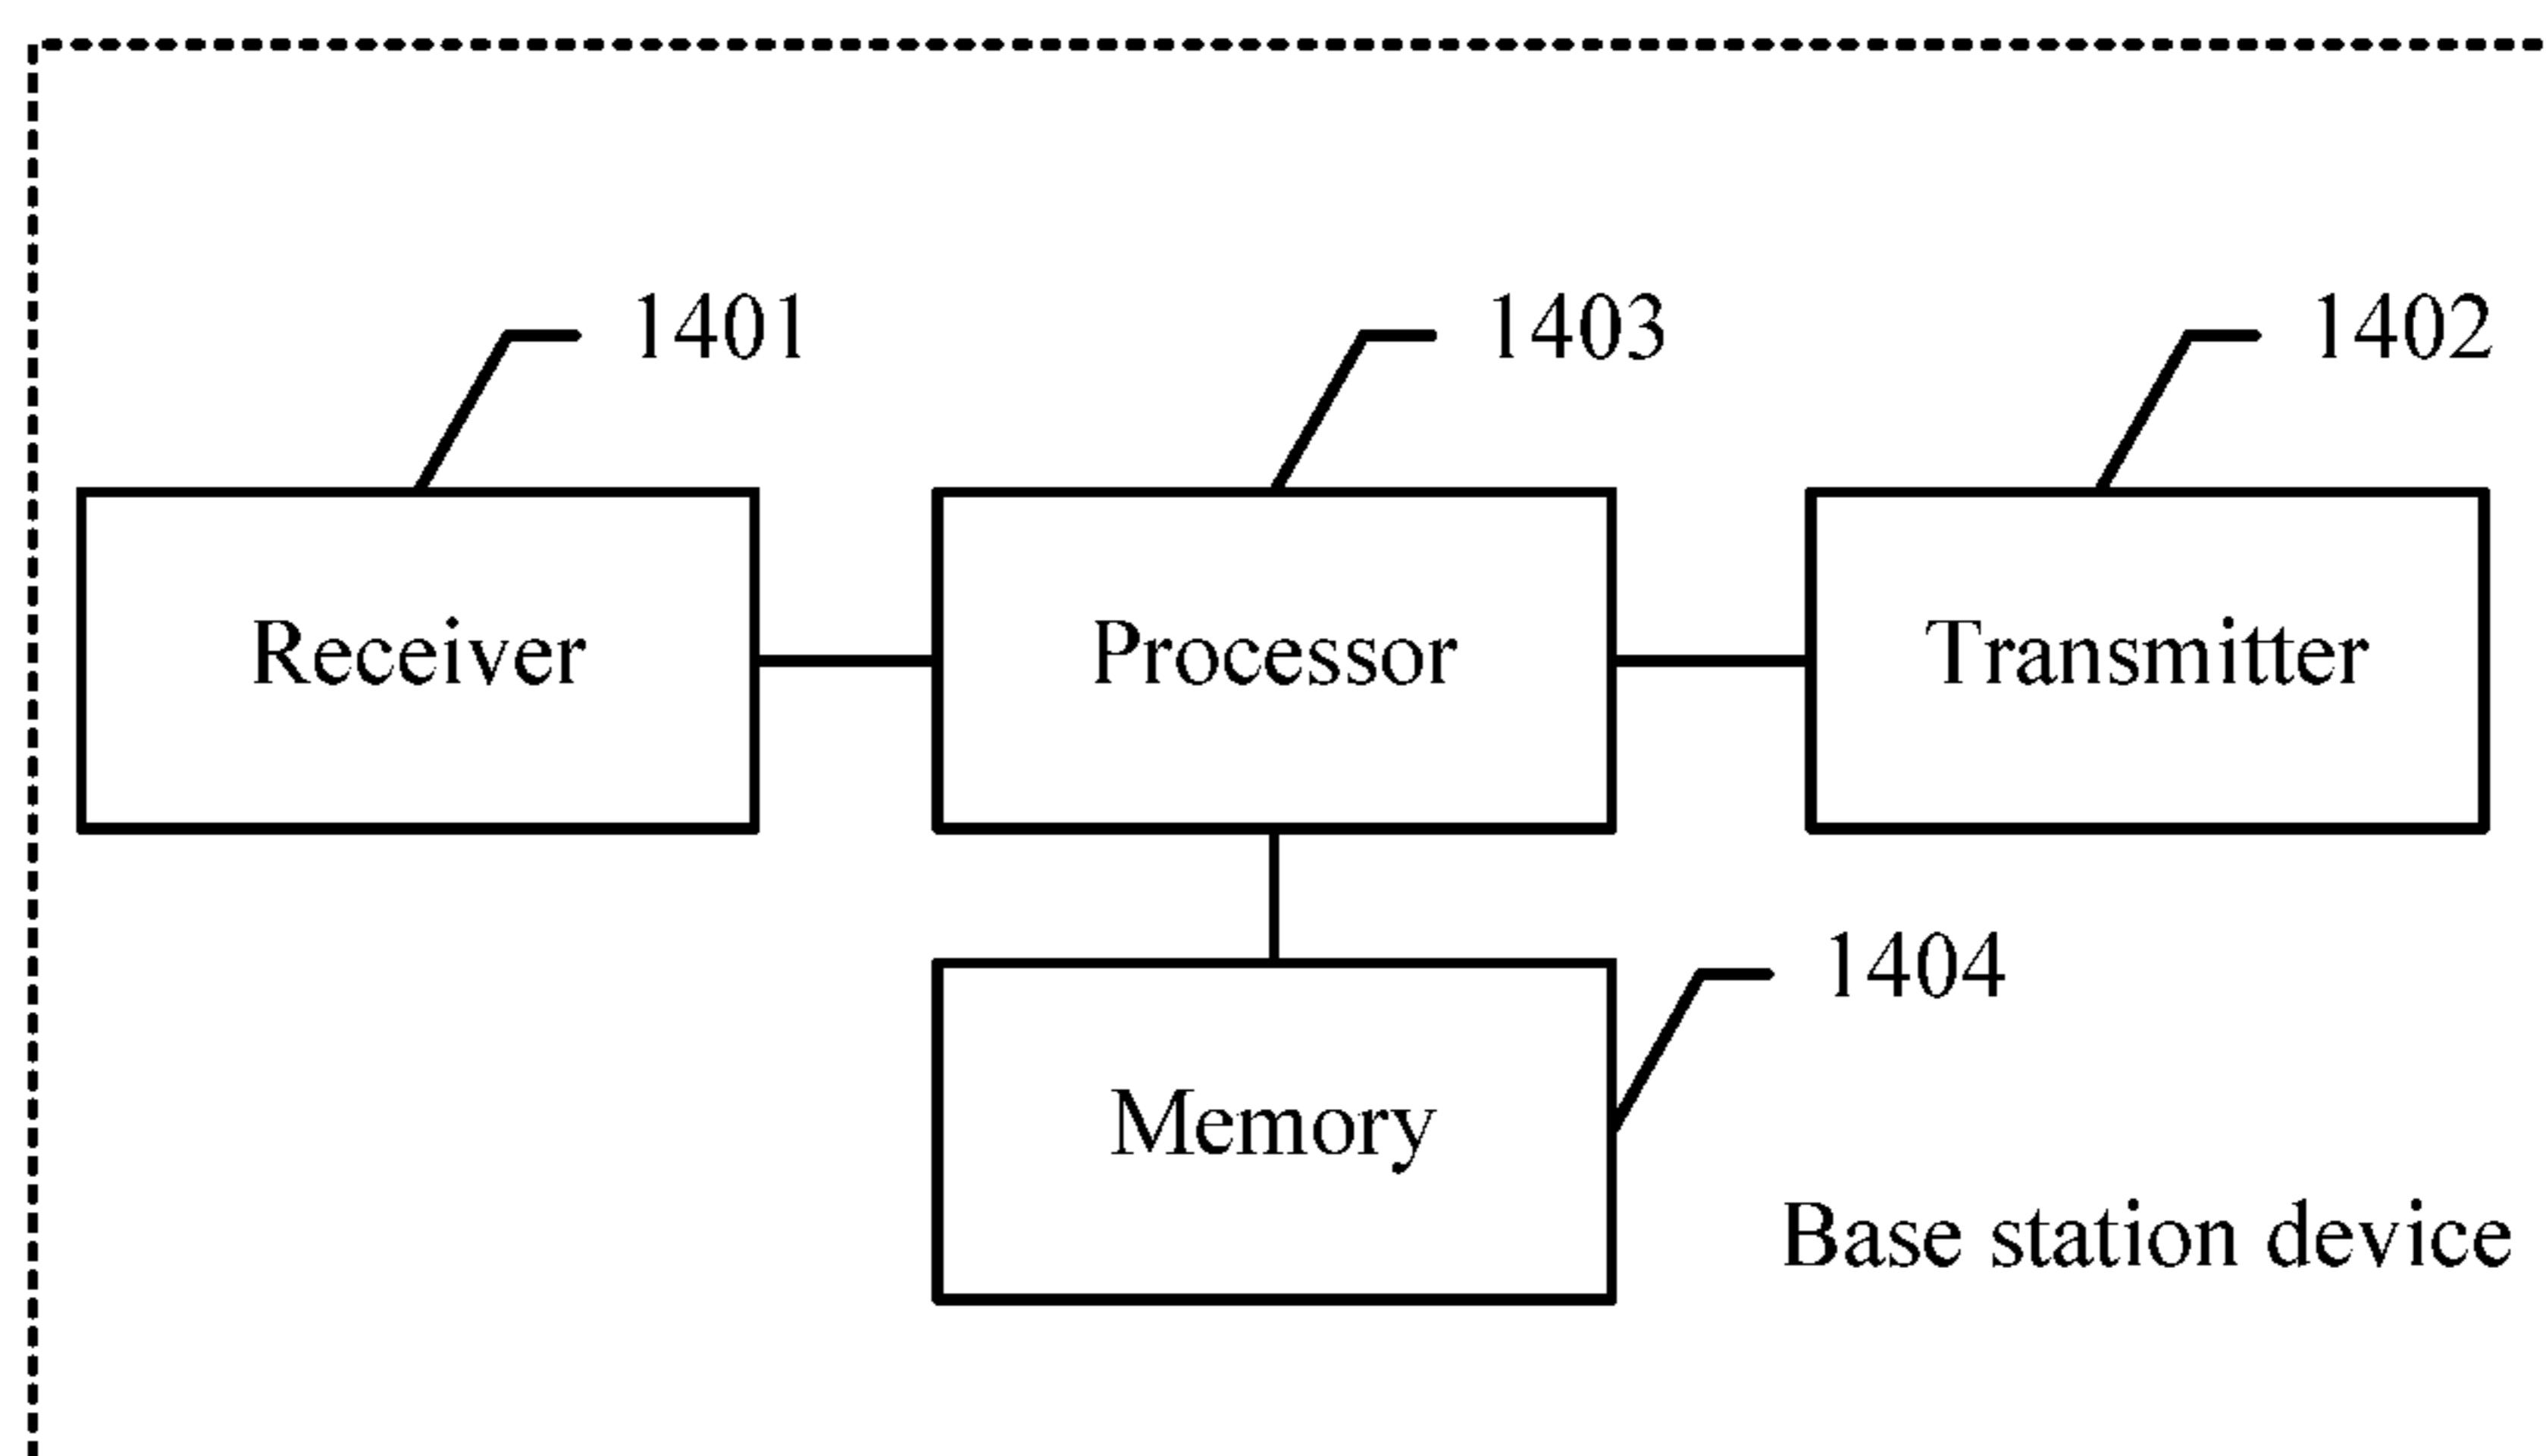 1401
1403
1402
Receiver
Processor
Transmitter
1404
Memory
Base station device